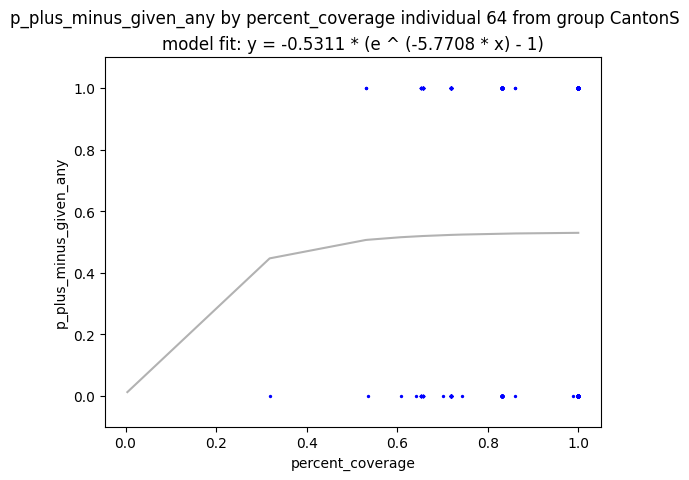 p_plus_minus_given_any by percent_coverage individual 64 from group CantonS
model fit: y = -0.5311 * (e ^ (-5.7708 * x) - 1)
1.0
0.8
0.6
0.4
0.2
0.0
p_plus_minus_given_any
0.0 0.2 0.4 0.6 0.8 1.0
percent_coverage